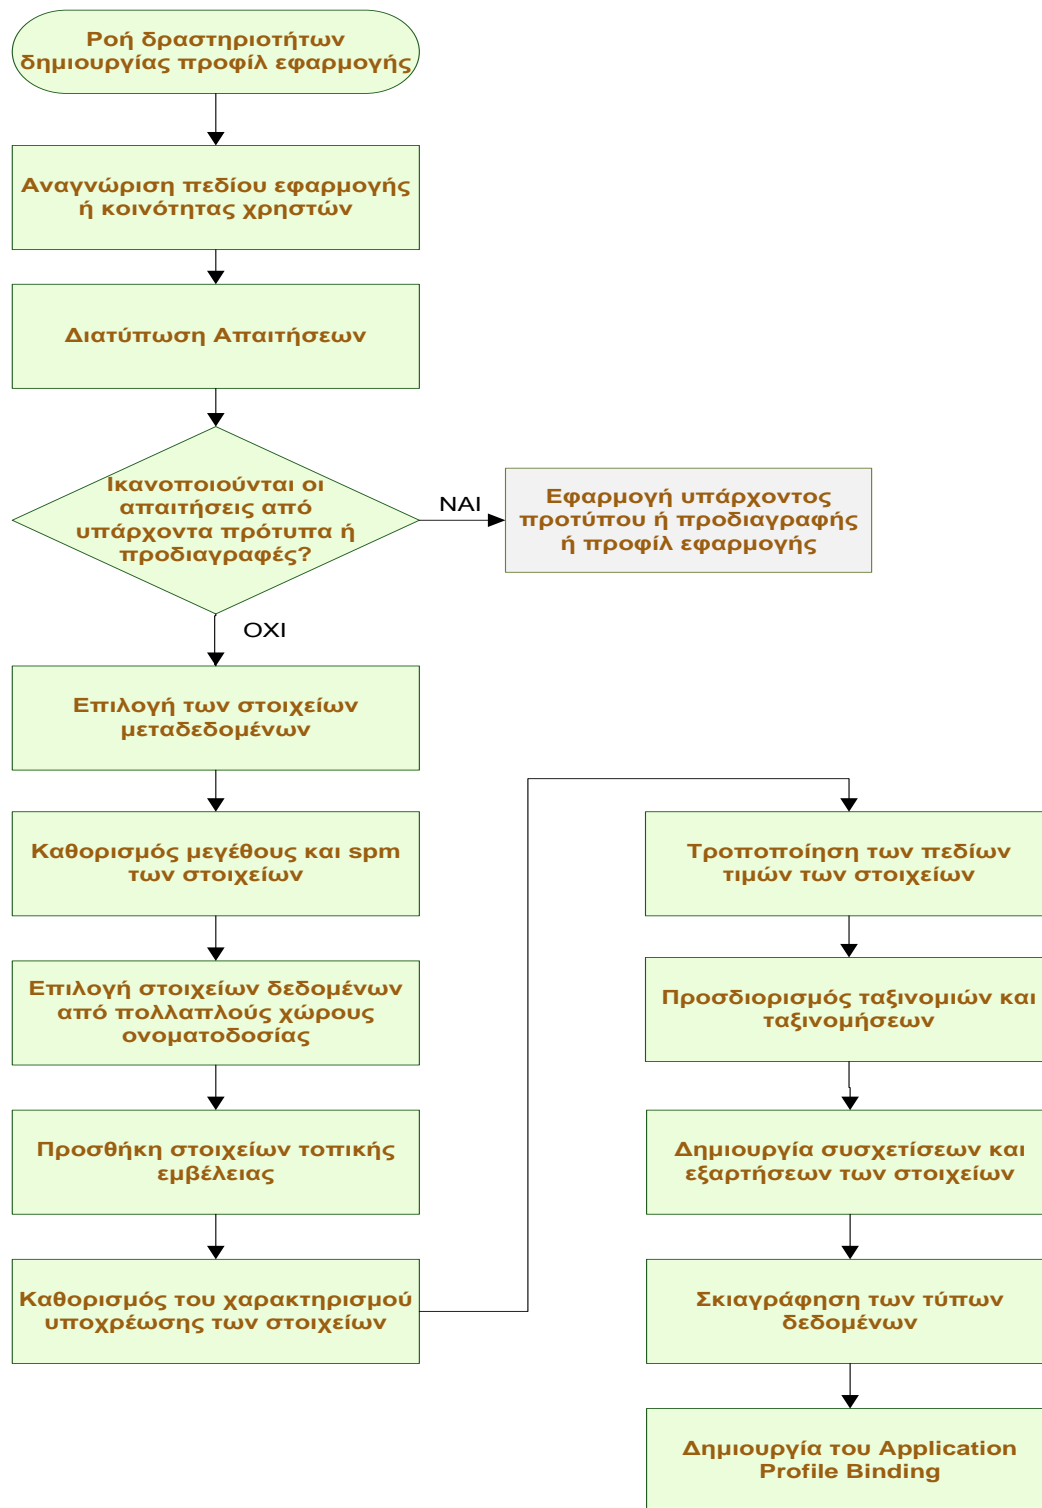 Ροή δραστηριοτήτων
δημιουργίας προφίλ εφαρμογής
Αναγνώριση πεδίου εφαρμογής
ή κοινότητας χρηστών
Διατύπωση Απαιτήσεων
Ικανοποιούνται οι
απαιτήσεις από
υπάρχοντα πρότυπα ή
προδιαγραφές?
ΝΑΙ
Εφαρμογή υπάρχοντος
προτύπου ή προδιαγραφής
ή προφίλ εφαρμογής
ΟΧΙ
Επιλογή των στοιχείων
μεταδεδομένων
Καθορισμός μεγέθους και spm
των στοιχείων
Επιλογή στοιχείων δεδομένων
από πολλαπλούς χώρους
ονοματοδοσίας
Προσθήκη στοιχείων τοπικής
εμβέλειας
Καθορισμός του χαρακτηρισμού
υποχρέωσης των στοιχείων
Τροποποίηση των πεδίων
τιμών των στοιχείων
Προσδιορισμός ταξινομιών και
ταξινομήσεων
Δημιουργία συσχετίσεων και
εξαρτήσεων των στοιχείων
Σκιαγράφηση των τύπων
δεδομένων
Δημιουργία του Application
Profile Binding